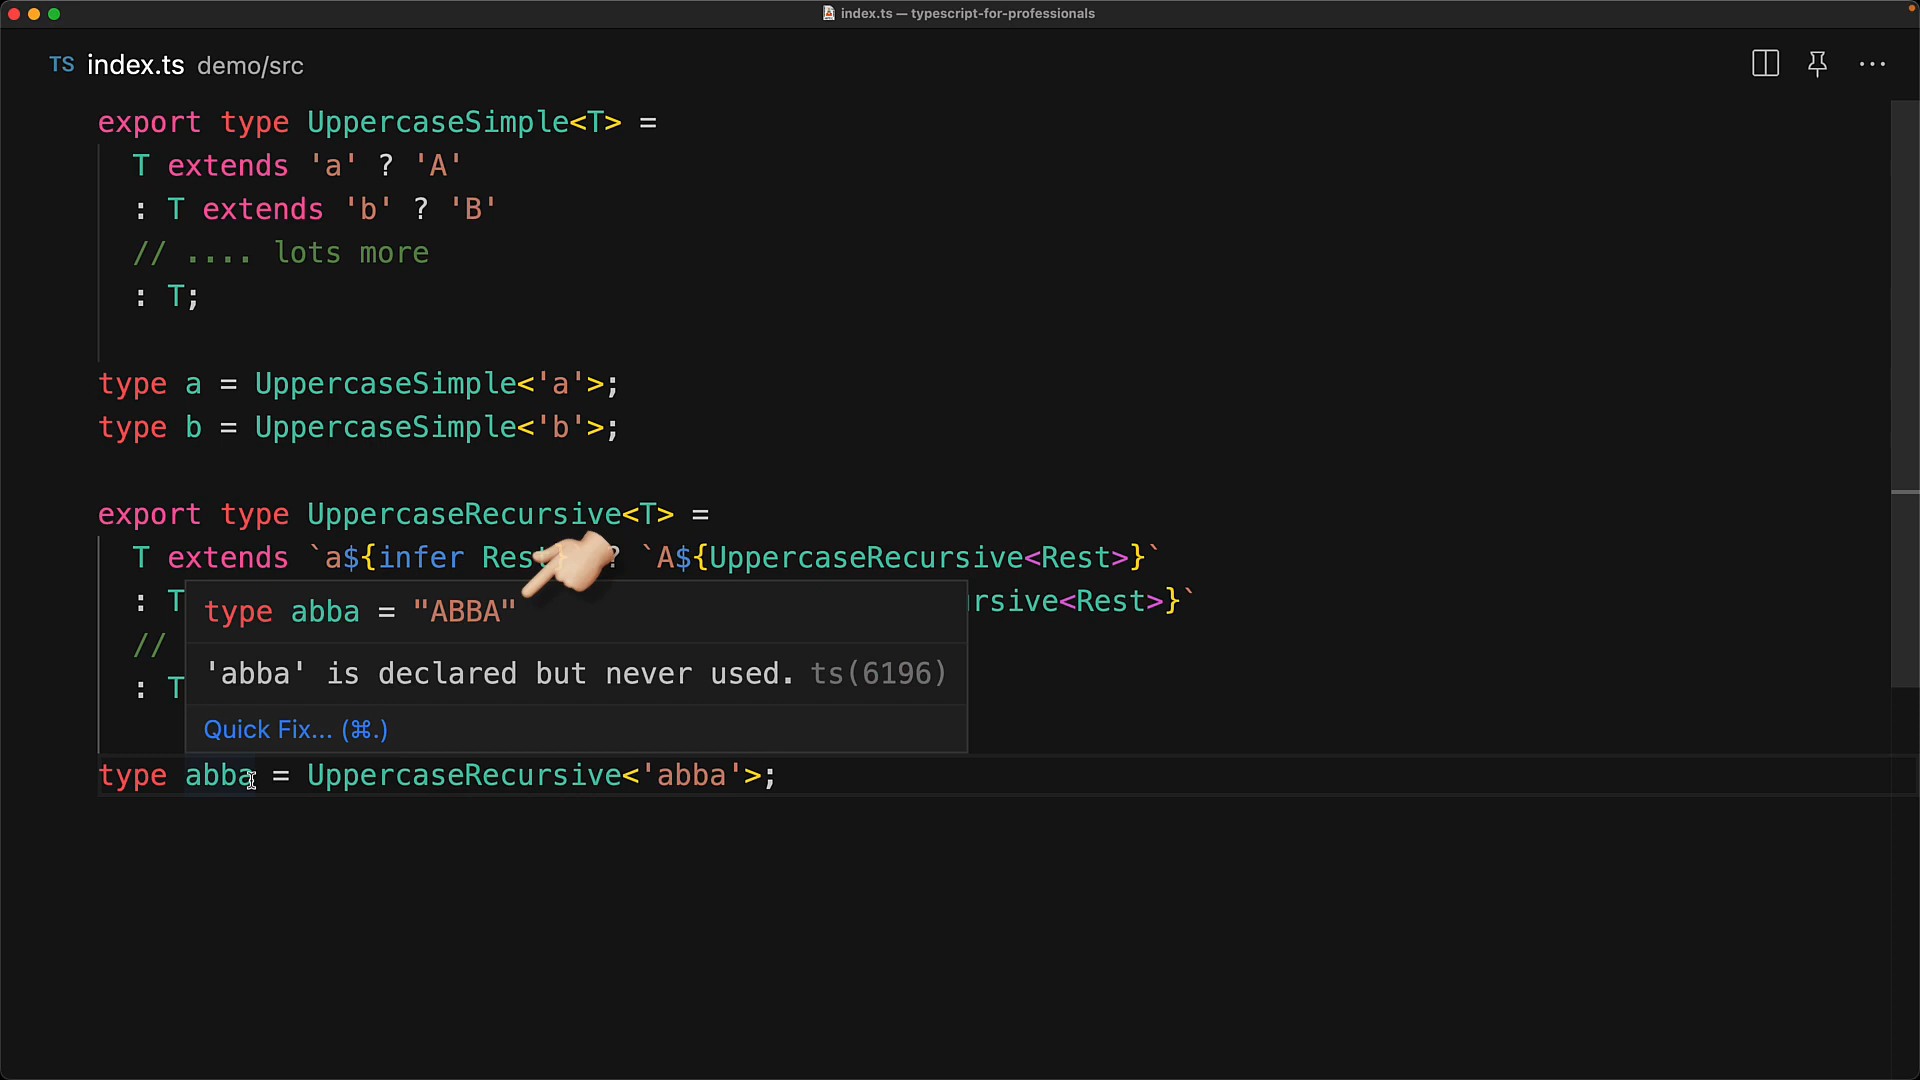 index.ts — typescript-for-professionals
TS index.ts demo/src
export type UppercaseSimple<T> =
T extends 'a' ? 'A'
: T extends 'b' ? 'B'
// .... lots more
: T;
type a = UppercaseSimple<'a'>;
type b = UppercaseSimple<'b'>;
export type UppercaseRecursive<T> =
T extends `a${infer Rest} ? `A${UppercaseRecursive<Rest>}`
: T rsive<Rest>}`
type abba = "ABBA"
//
'abba' is declared but never used. ts(6196)
: T
Quick Fix... (⌘.)
type abba = UppercaseRecursive<'abba'>;